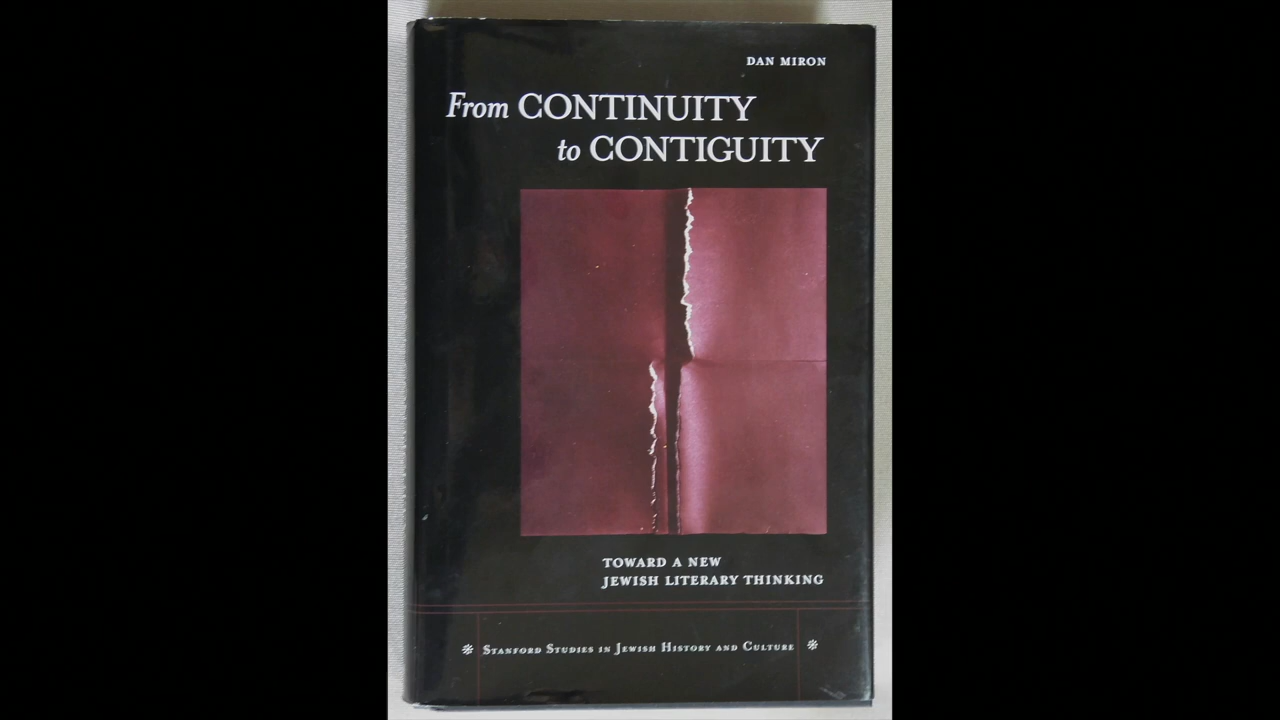 DAN MIRON
From CONTINUITY
to CONTIGUITY
TOWARD A NEW
JEWISH LITERARY THINKING
STANFORD STUDIES IN JEWISH HISTORY AND CULTURE